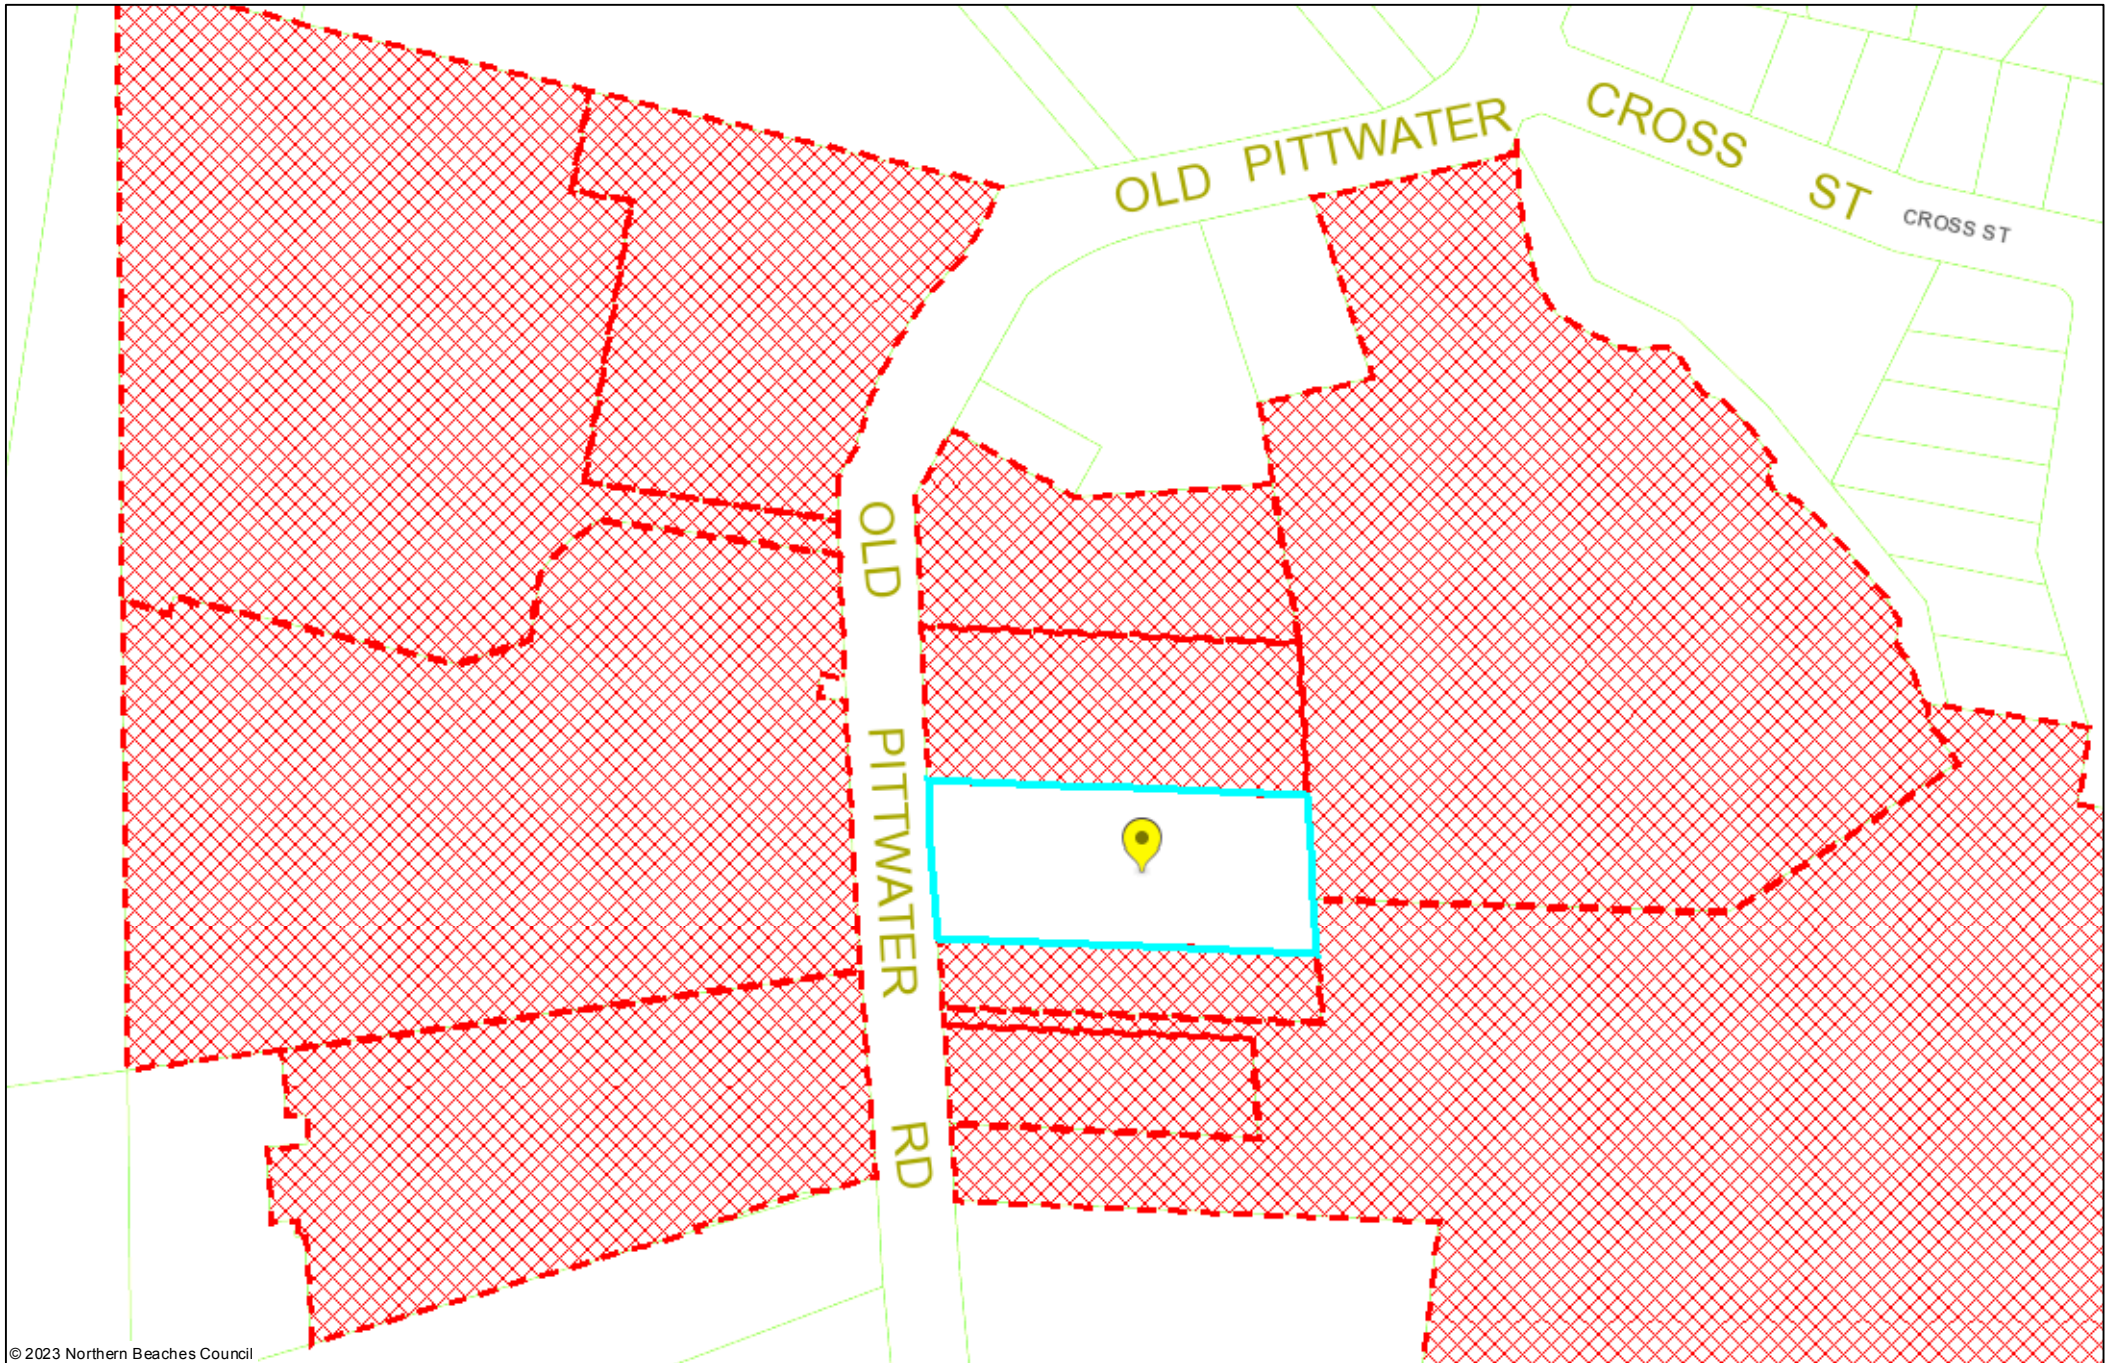 OLD PITTWATER
CROSS ST
CROSS ST
OLD PITTWATER RD
© 2023 Northern Beaches Council